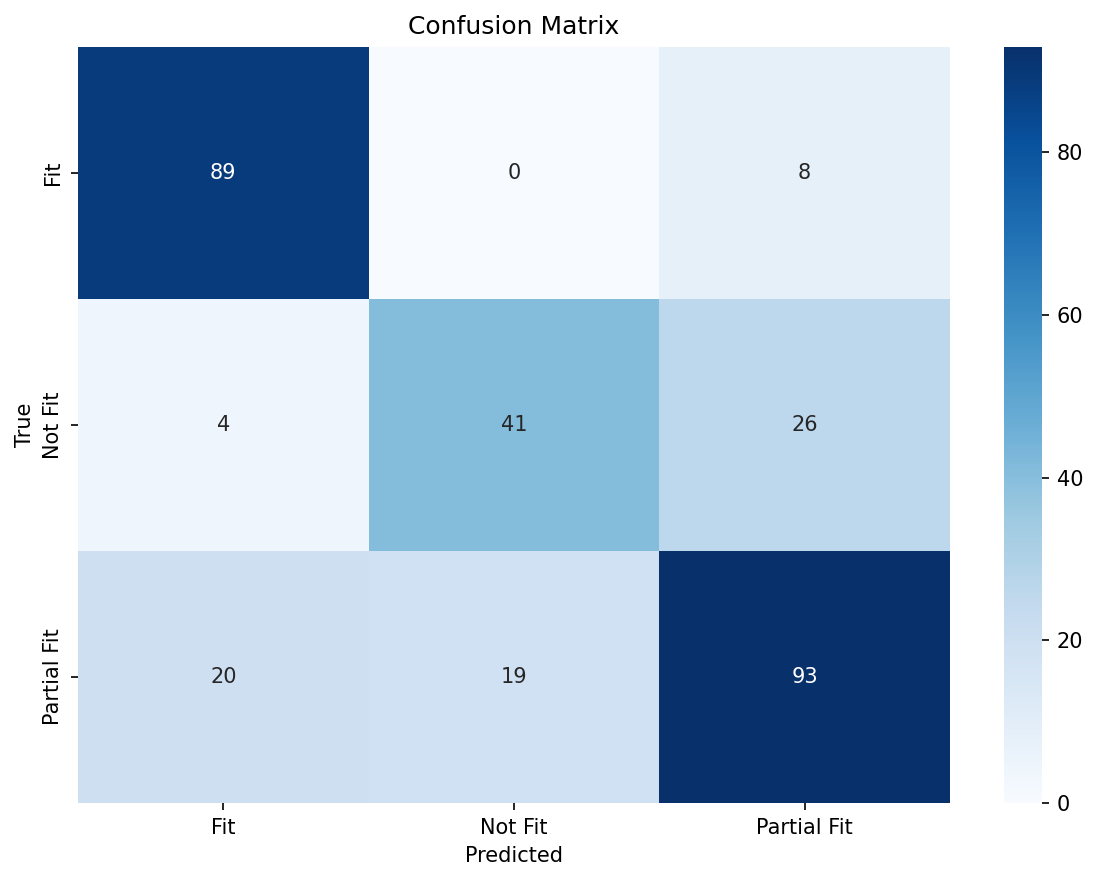 Confusion Matrix
True
Fit
Not Fit
Partial Fit
89 0 8
4 41 26
20 19 93
Fit Not Fit Partial Fit
Predicted
80
60
40
20
0